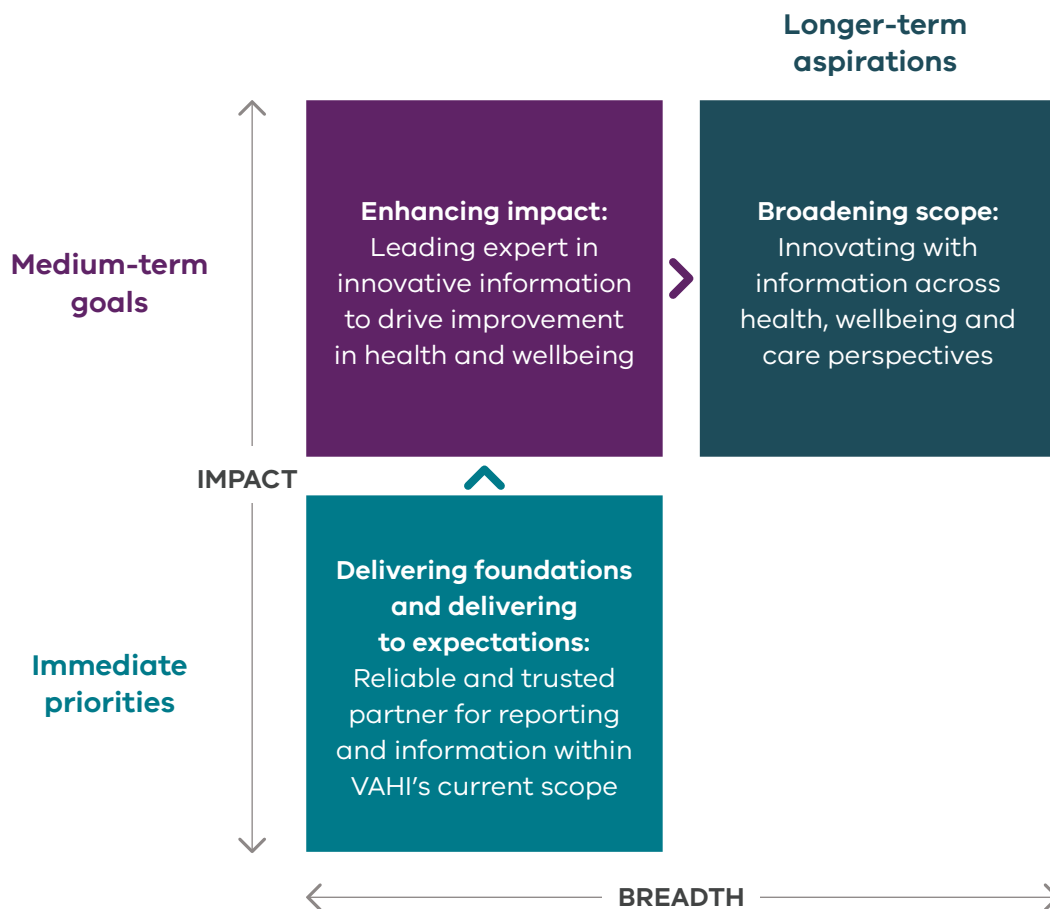 Longer-term
aspirations
Medium-term
goals
Enhancing impact:
Leading expert in
innovative information
to drive improvement
in health and wellbeing
Broadening scope:
Innovating with
information across
health, wellbeing and
care perspectives
IMPACT
Immediate
priorities
Delivering foundations
and delivering
to expectations:
Reliable and trusted
partner for reporting
and information within
VAHI's current scope
BREADTH